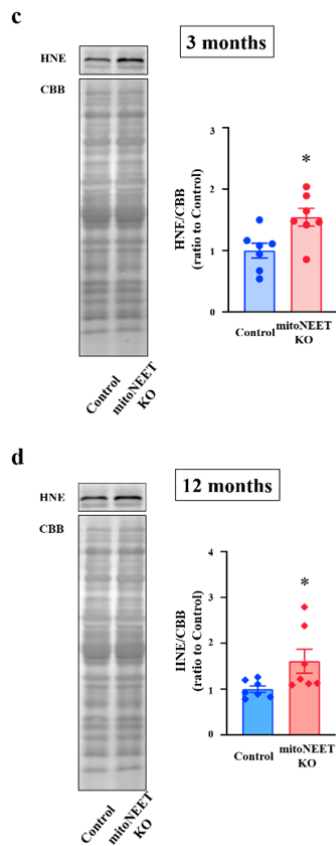 c
3 months
HNE
CBB
Control
mitoNEET
KO
HNE/CBB
(ratio to Control)
3
2
1
0
*
Control
mitoNEET
KO
d
12 months
HNE
CBB
Control
mitoNEET
KO
HNE/CBB
(ratio to Control)
4
3
2
1
0
*
Control
mitoNEET
KO